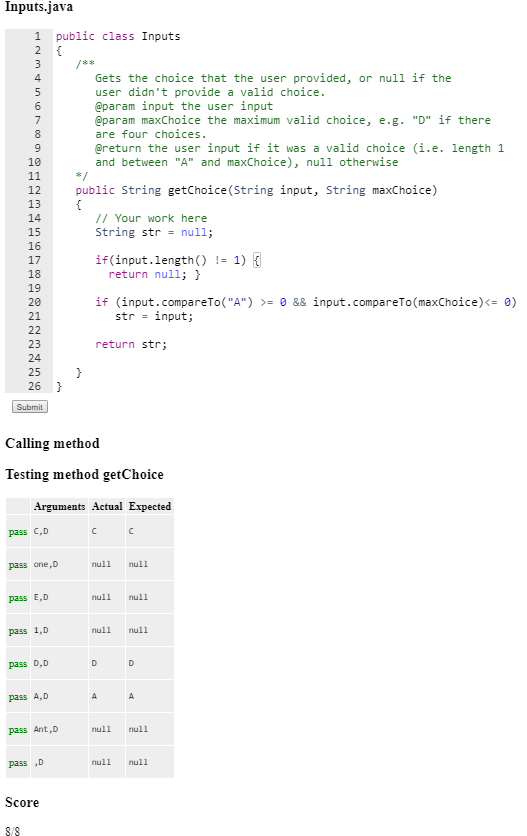 Inputs.java
1 public class Inputs
2 {
3 /**
4 Gets the choice that the user provided, or null if the
5 user didn't provide a valid choice.
6 @param input the user input
7 @param maxChoice the maximum valid choice, e.g. "D" if there
8 are four choices.
9 @return the user input if it was a valid choice (i.e. length 1
10 and between "A" and maxChoice), null otherwise
11 */
12 public String getChoice(String input, String maxChoice)
13 {
14 // Your work here
15 String str = null;
16
17 if(input.length() != 1) {
18 return null; }
19
20 if (input.compareTo("A") >= 0 && input.compareTo(maxChoice)<= 0)
21 str = input;
22
23 return str;
24
25 }
26 }
Submit
Calling method
Testing method getChoice
Arguments Actual Expected
pass C,D C C
pass one,D null null
pass E,D null null
pass 1,D null null
pass D,D D D
pass A,D A A
pass Ant,D null null
pass ,D null null
Score
8/8